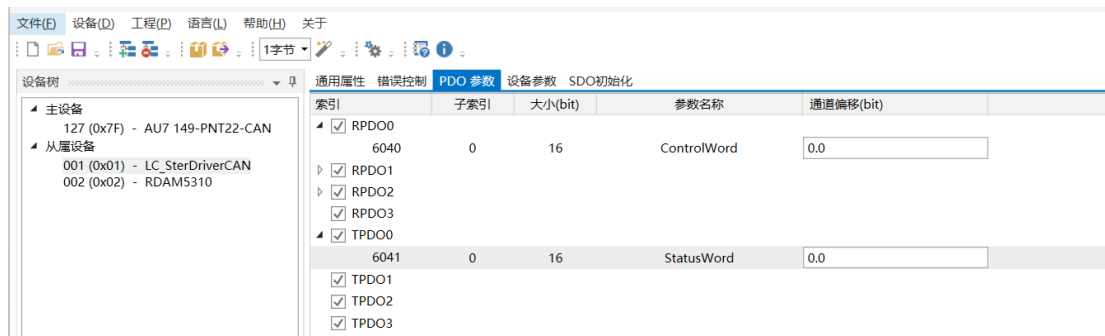 文件(F) 设备(D) 工程(P) 语言(L) 帮助(H) 关于
1字节
设备树
通用属性 错误控制 PDO 参数 设备参数 SDO初始化
主设备
127 (0x7F) - AU7 149-PNT22-CAN
从属设备
001 (0x01) - LC_SterDriverCAN
002 (0x02) - RDAM5310
索引 子索引 大小(bit) 参数名称 通道偏移(bit)
RPDO0
6040 0 16 ControlWord 0.0
RPDO1
RPDO2
RPDO3
TPDO0
6041 0 16 StatusWord 0.0
TPDO1
TPDO2
TPDO3